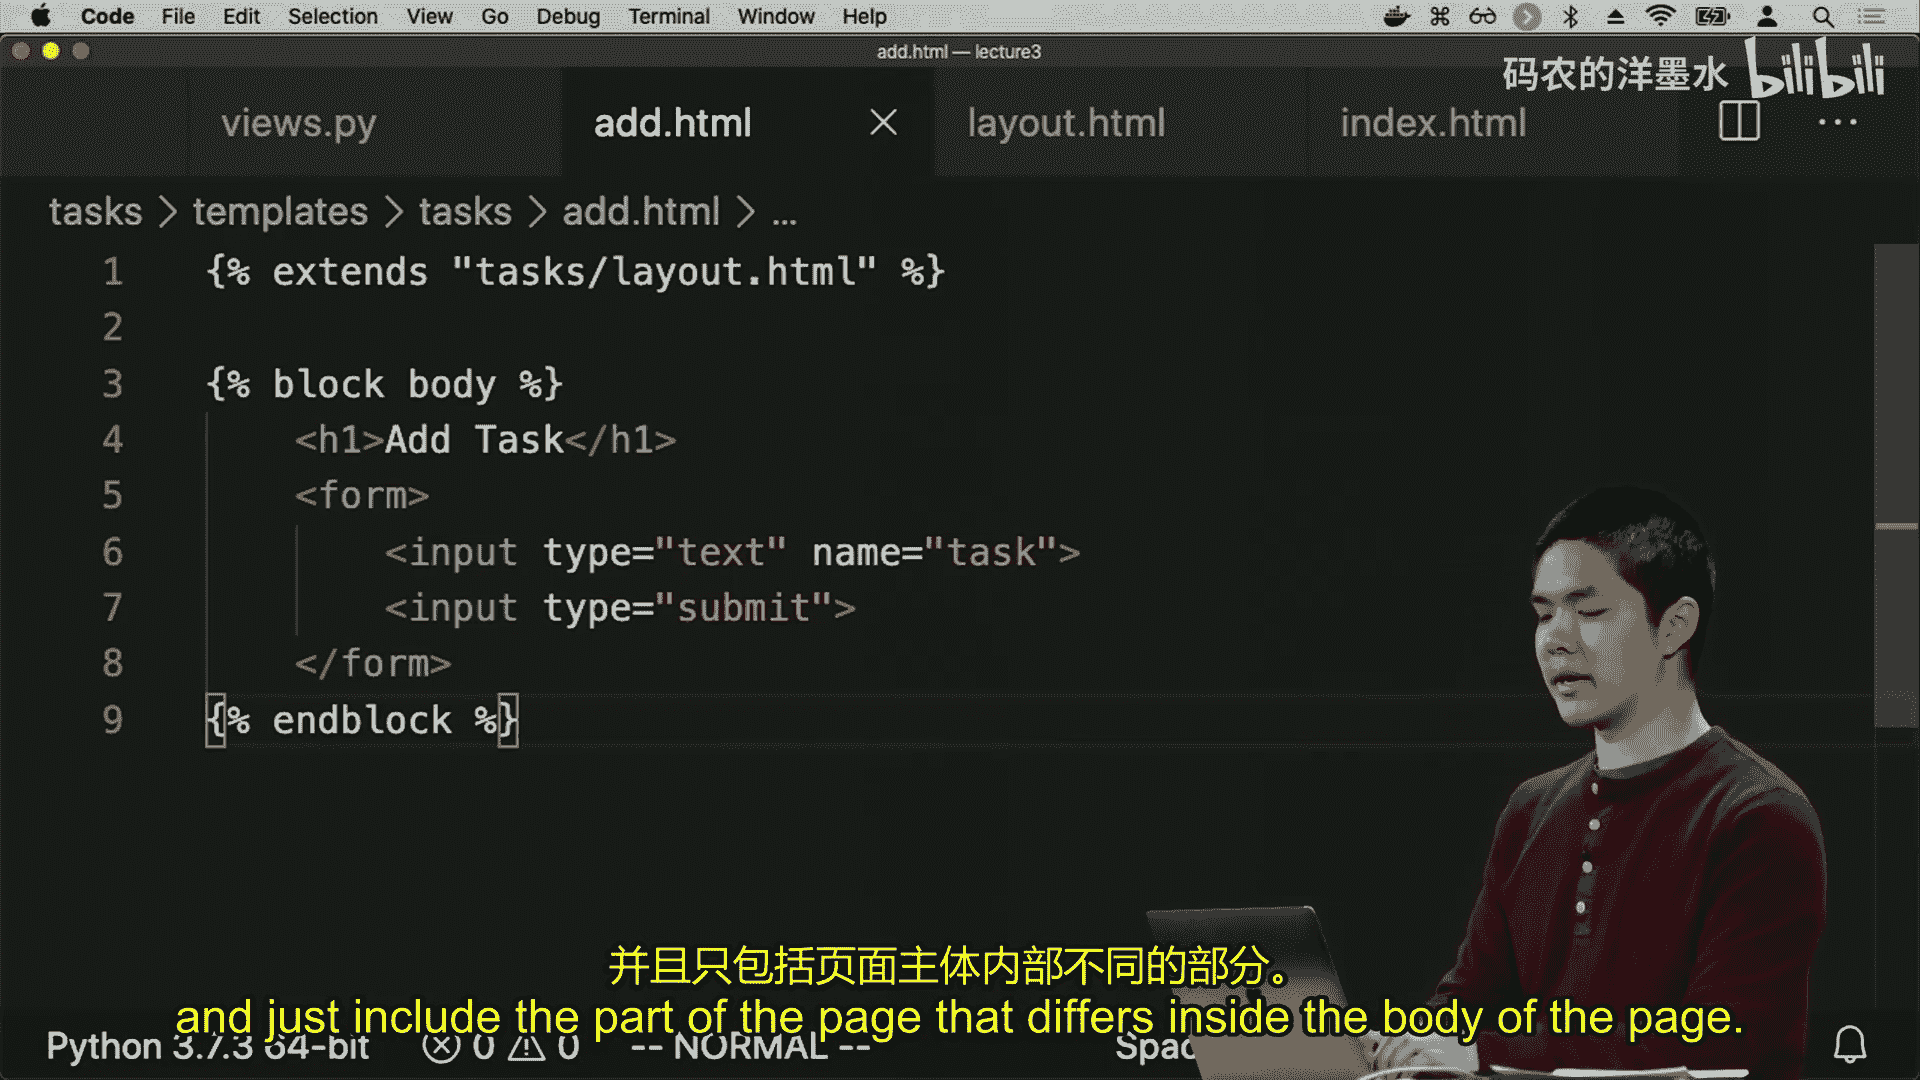 Code File Edit Selection View Go Debug Terminal Window Help
add.html — lecture3
码农的洋墨水 bilibili
views.py add.html layout.html index.html
tasks > templates > tasks > add.html > ...
1 {% extends "tasks/layout.html" %}
2
3 {% block body %}
4 <h1>Add Task</h1>
5 <form>
6 <input type="text" name="task">
7 <input type="submit">
8 </form>
9 {% endblock %}
并且只包括页面主体内部不同的部分。
and just include the part of the page that differs inside the body of the page.
Python 3.7.3 64-bit 0 0 -- NORMAL --